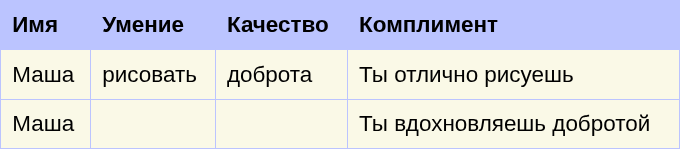 Имя Умение Качество Комплимент
Маша рисовать доброта Ты отлично рисуешь
Маша Ты вдохновляешь добротой